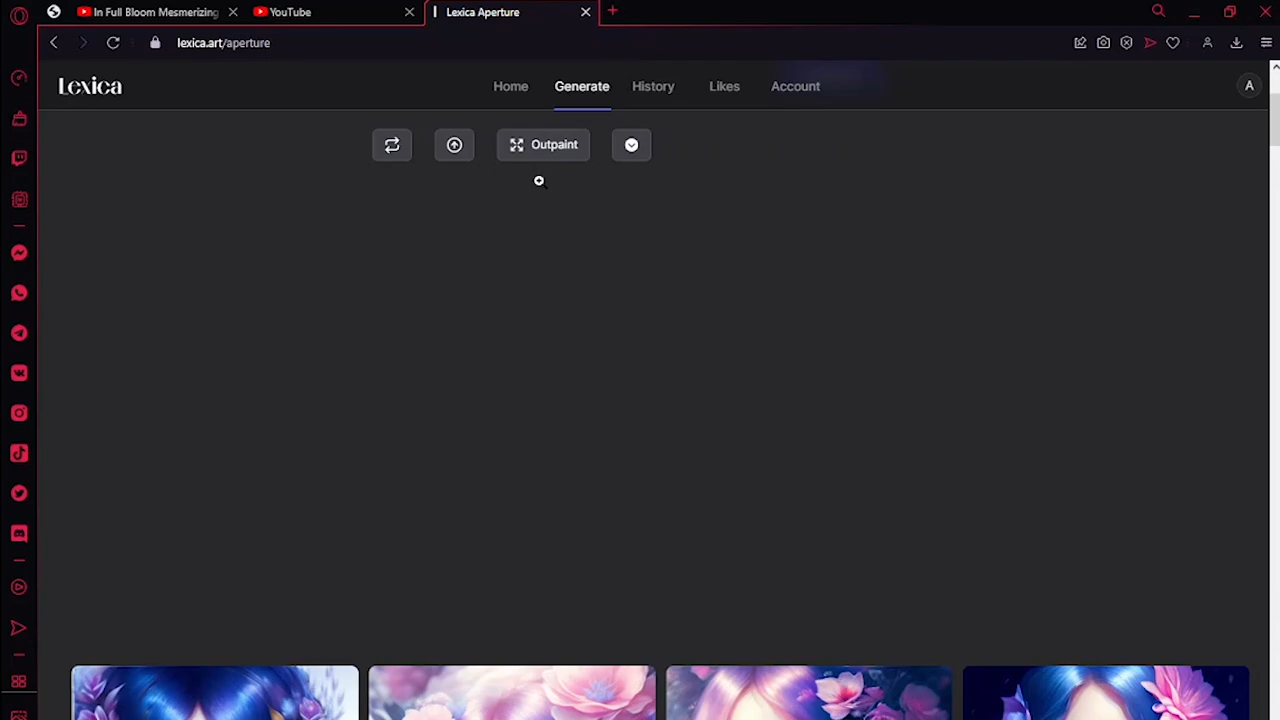 In Full Bloom Mesmerizing
YouTube
Lexica Aperture
lexica.art/aperture
Lexica
Home
Generate
History
Likes
Account
A
Outpaint